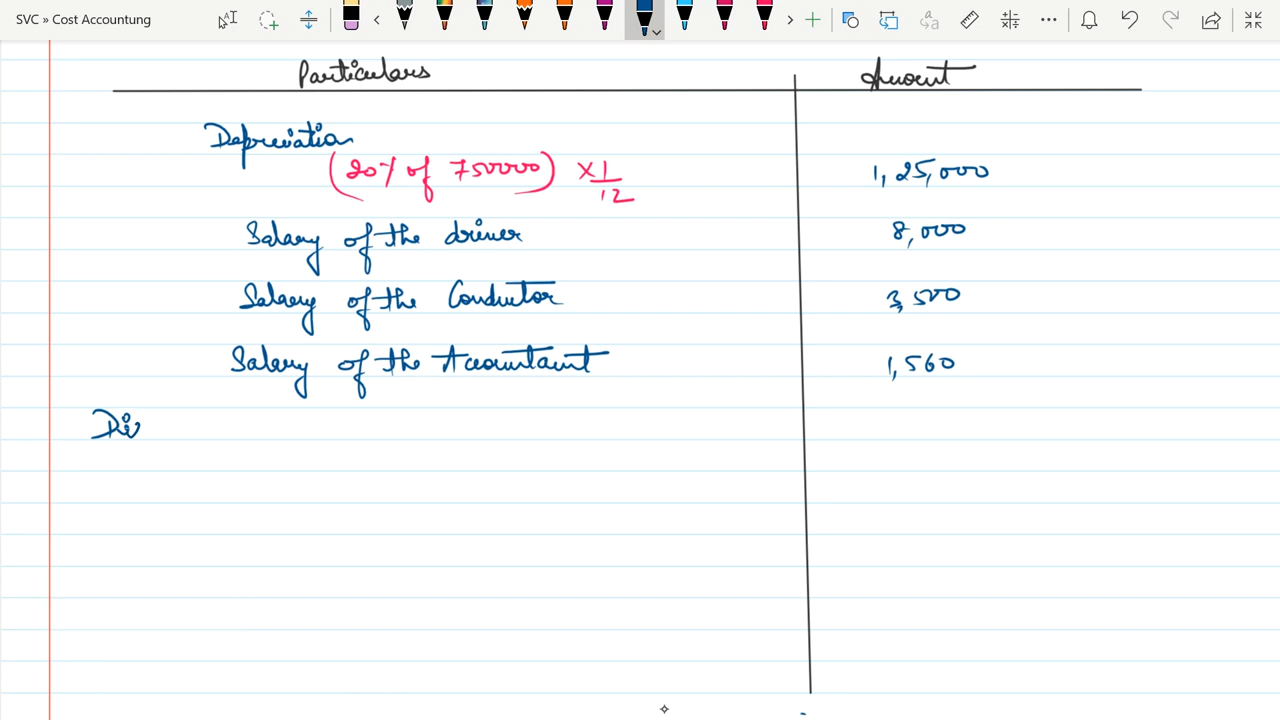 SVC » Cost Accountung
Particulars Amount
Depreciation
(20% of 750000) × 1/12 1,25,000
Salary of the driver 8,000
Salary of the Conductor 3,500
Salary of the Accountant 1,560
Div